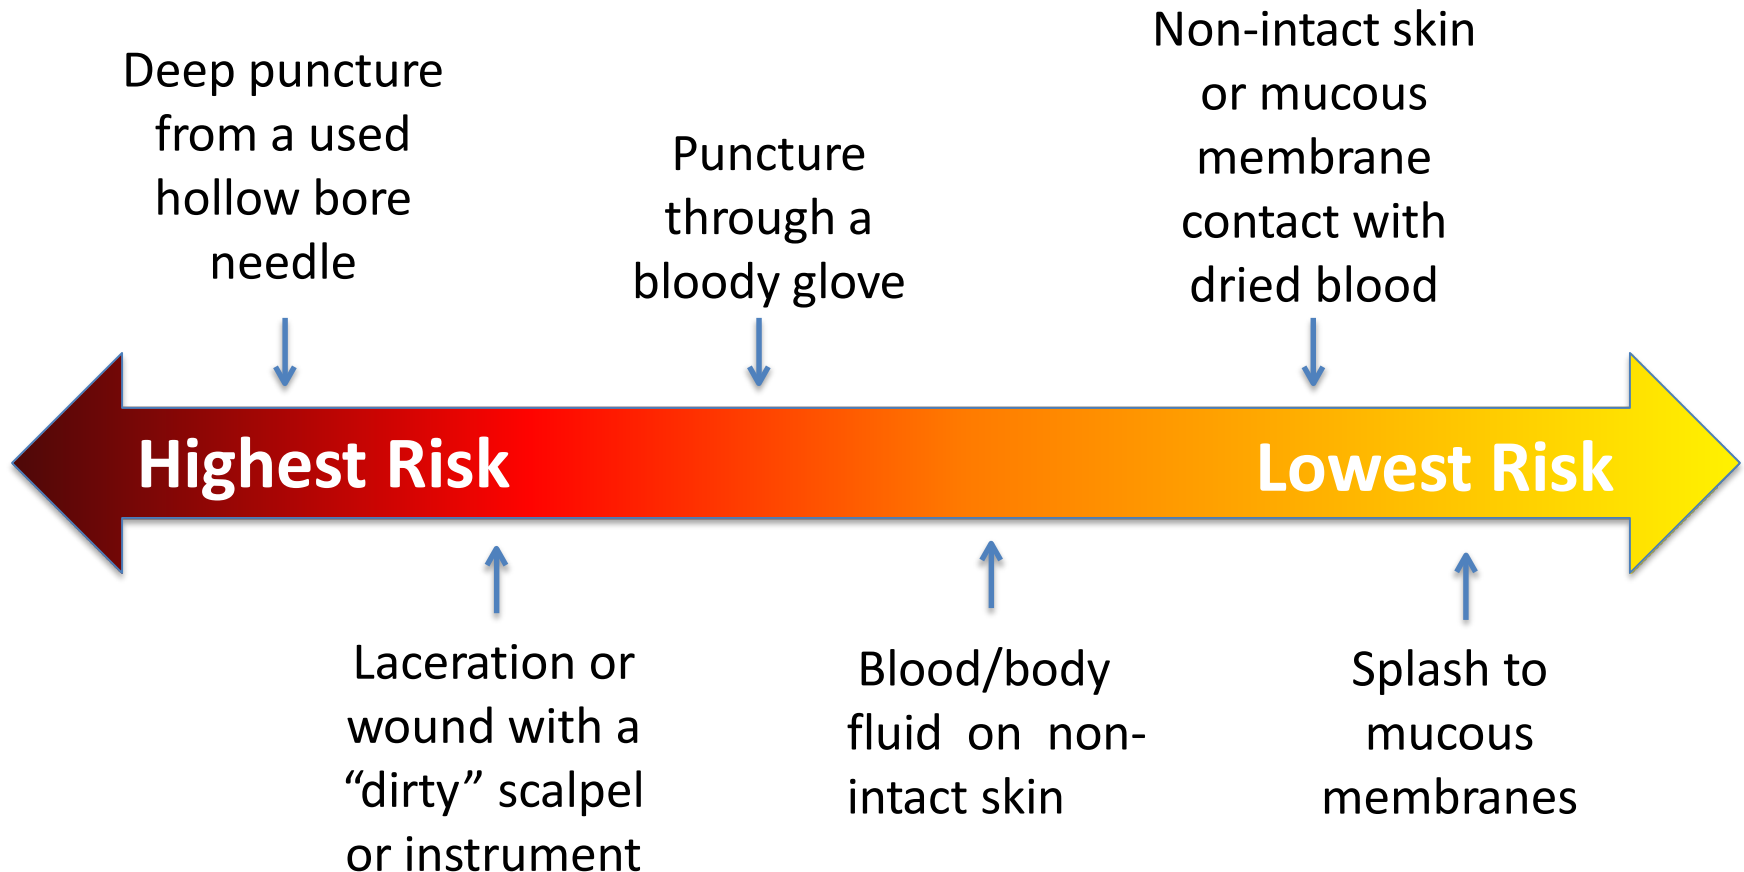 Deep puncture
from a used
hollow bore
needle
Puncture
through a
bloody glove
Non-intact skin
or mucous
membrane
contact with
dried blood
Highest Risk
Lowest Risk
Laceration or
wound with a
“dirty” scalpel
or instrument
Blood/body
fluid on non-
intact skin
Splash to
mucous
membranes